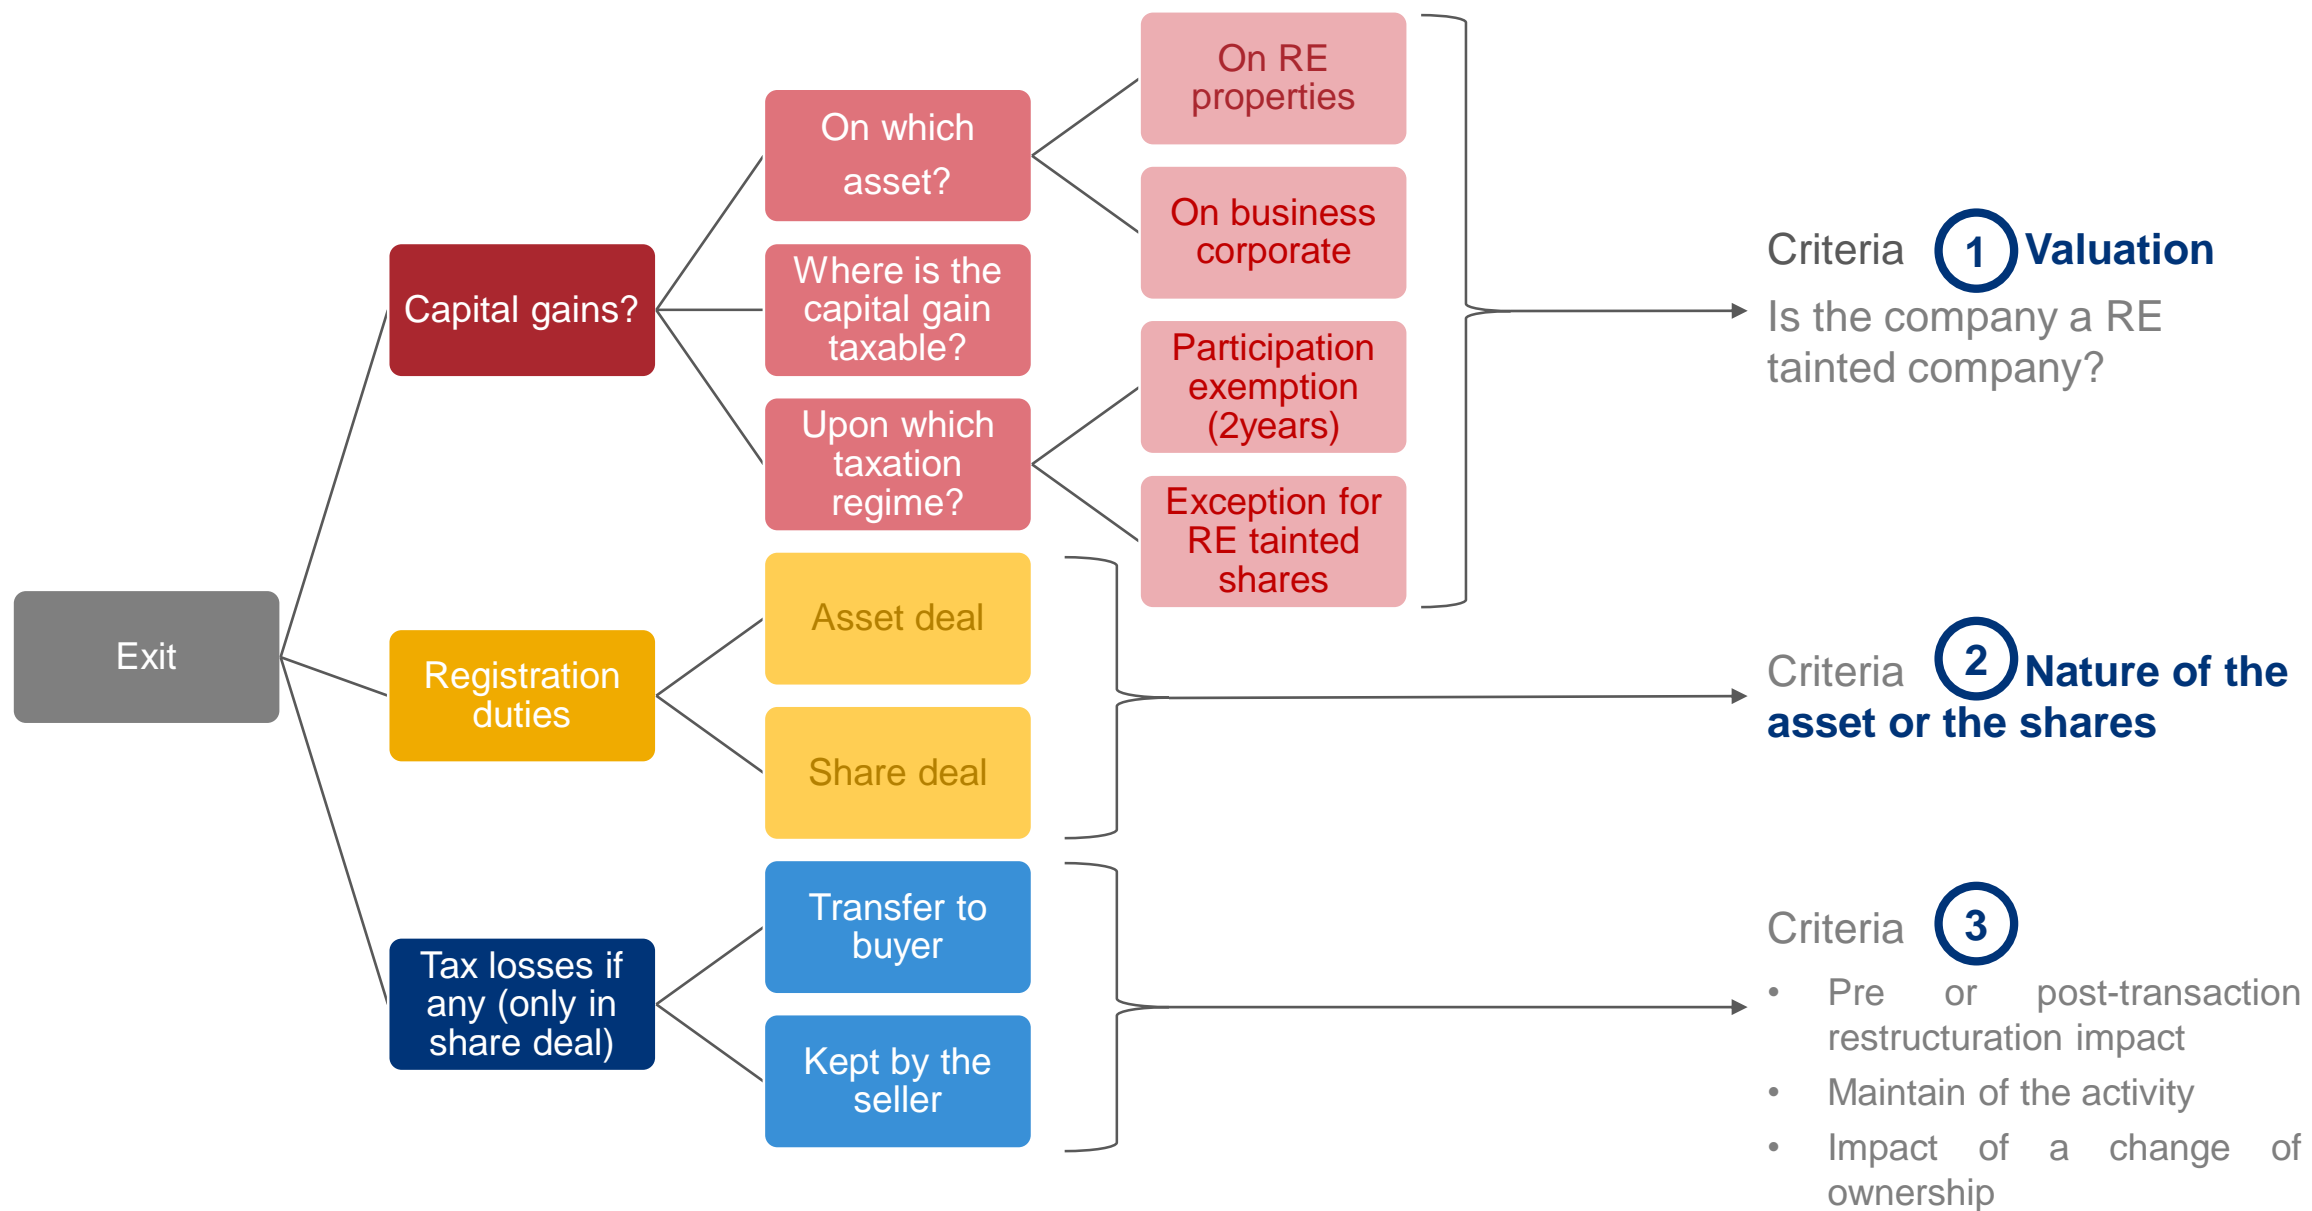 Exit
Capital gains?
Registration
duties
Tax losses if
any (only in
share deal)
On which
asset?
Where is the
capital gain
taxable?
Upon which
taxation
regime?
Asset deal
Share deal
Transfer to
buyer
Kept by the
seller
On RE
properties
On business
corporate
Participation
exemption
(2years)
Exception for
RE tainted
shares
Criteria 1 Valuation
Is the company a RE
tainted company?
Criteria 2 Nature of the
asset or the shares
Criteria 3
• Pre or post-transaction
restructuration impact
• Maintain of the activity
• Impact of a change of
ownership